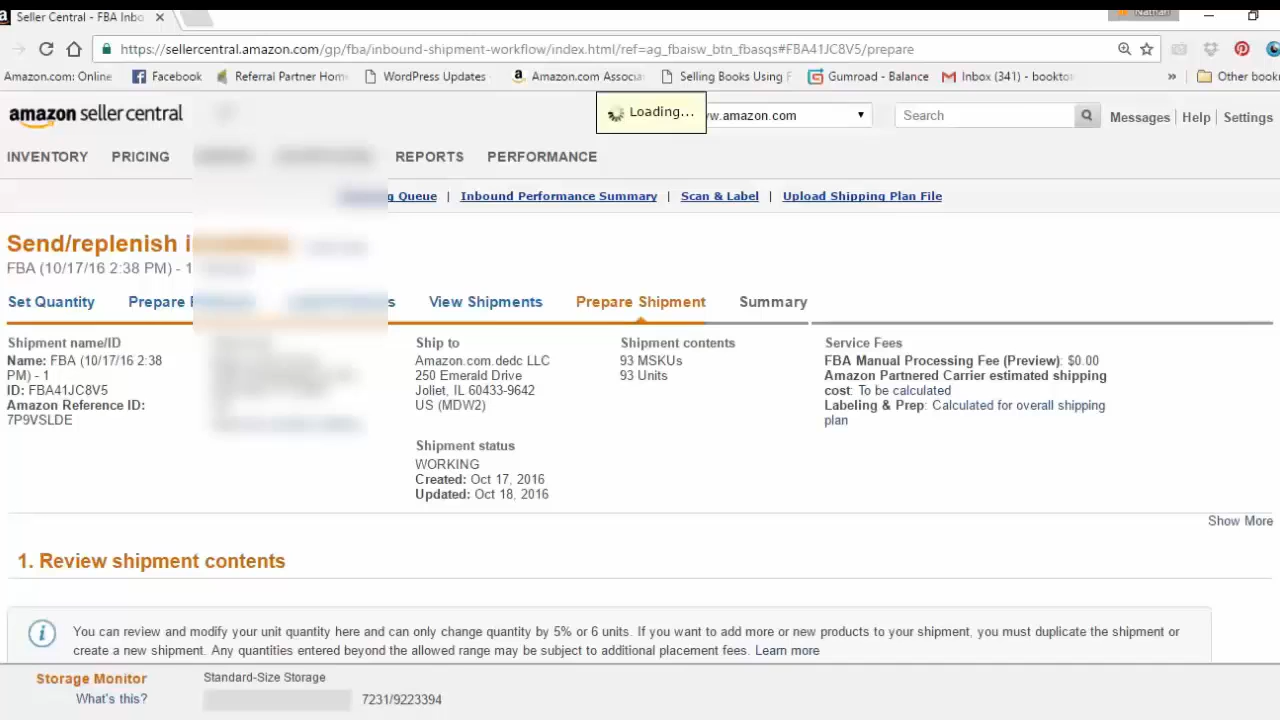 Seller Central - FBA Inbo
https://sellercentral.amazon.com/gp/fba/inbound-shipment-workflow/index.html/ref=ag_fbaisw_btn_fbasqs#FBA41JC8V5/prepare
Amazon.com: Online Facebook Referral Partner Hom WordPress Updates Amazon.com Associa Selling Books Using F Gumroad - Balance Inbox (341) - bookto » Other book
amazon seller central Loading... w.amazon.com Search Messages | Help | Settings
INVENTORY PRICING REPORTS PERFORMANCE
Queue | Inbound Performance Summary | Scan & Label | Upload Shipping Plan File
Send/replenish
FBA (10/17/16 2:38 PM) - 1
Set Quantity Prepare View Shipments Prepare Shipment Summary
Shipment name/ID
Name: FBA (10/17/16 2:38
PM) - 1
ID: FBA41JC8V5
Amazon Reference ID:
7P9VSLDE
Ship to
Amazon.com.dedc LLC
250 Emerald Drive
Joliet, IL 60433-9642
US (MDW2)
Shipment status
WORKING
Created: Oct 17, 2016
Updated: Oct 18, 2016
Shipment contents
93 MSKUs
93 Units
Service Fees
FBA Manual Processing Fee (Preview): $0.00
Amazon Partnered Carrier estimated shipping
cost: To be calculated
Labeling & Prep: Calculated for overall shipping
plan
Show More
1. Review shipment contents
You can review and modify your unit quantity here and can only change quantity by 5% or 6 units. If you want to add more or new products to your shipment, you must duplicate the shipment or
create a new shipment. Any quantities entered beyond the allowed range may be subject to additional placement fees. Learn more
Storage Monitor
What's this?
Standard-Size Storage
7231/9223394